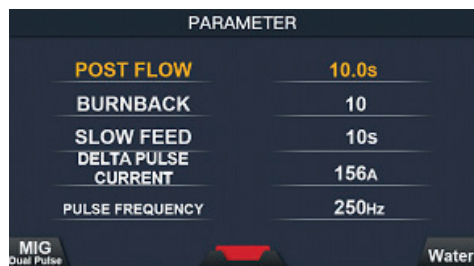 PARAMETER
POST FLOW 10.0s
BURNBACK 10
SLOW FEED 10s
DELTA PULSE
CURRENT 156A
PULSE FREQUENCY 250Hz
MIG
Dual Pulse
Water